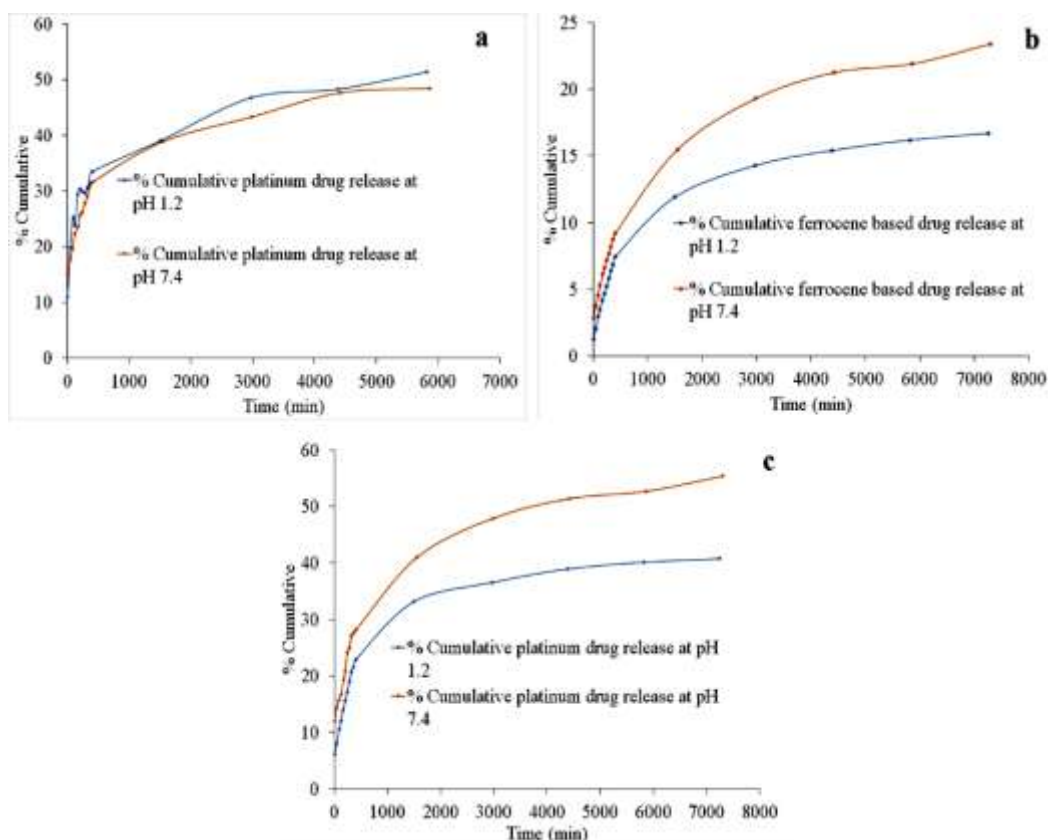 a
60
50
40
30
20
10
0
% Cumulative
% Cumulative platinum drug release at
pH 1.2
% Cumulative platinum drug release at
pH 7.4
0 1000 2000 3000 4000 5000 6000 7000
Time (min)
b
25
20
15
10
5
0
% Cumulative
% Cumulative ferrocene based drug release at
pH 1.2
% Cumulative ferrocene based drug release at
pH 7.4
0 1000 2000 3000 4000 5000 6000 7000 8000
Time (min)
c
60
50
40
30
20
10
0
% Cumulative
% Cumulative platinum drug release at pH
1.2
% Cumulative platinum drug release at pH
7.4
0 1000 2000 3000 4000 5000 6000 7000 8000
Time (min)